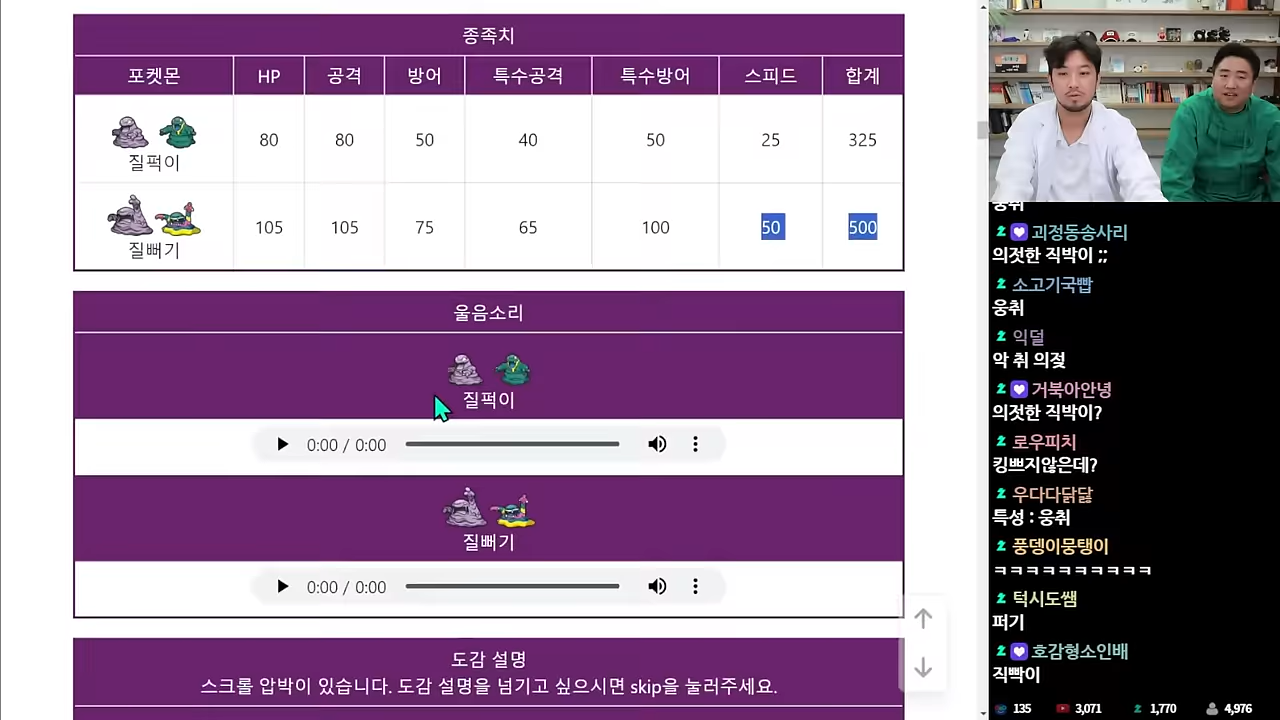 종족치
포켓몬 HP 공격 방어 특수공격 특수방어 스피드 합계
질퍽이 80 80 50 40 50 25 325
질뻐기 105 105 75 65 100 50 500
울음소리
질퍽이
0:00 / 0:00
질뻐기
0:00 / 0:00
도감 설명
스크롤 압박이 있습니다. 도감 설명을 넘기고 싶으시면 skip을 눌러주세요.
웅취
괴정동송사리
의젓한 직박이 ;;
소고기국빱
웅취
익덜
악 취 의젖
거북아안녕
의젓한 직박이?
로우피치
킹쁘지않은데?
우다다닭닳
특성 : 웅취
풍뎅이뭉탱이
ㅋㅋㅋㅋㅋㅋㅋㅋㅋㅋ
턱시도쌤
퍼기
호감형소인배
직빡이
135 3,071 1,770 4,976